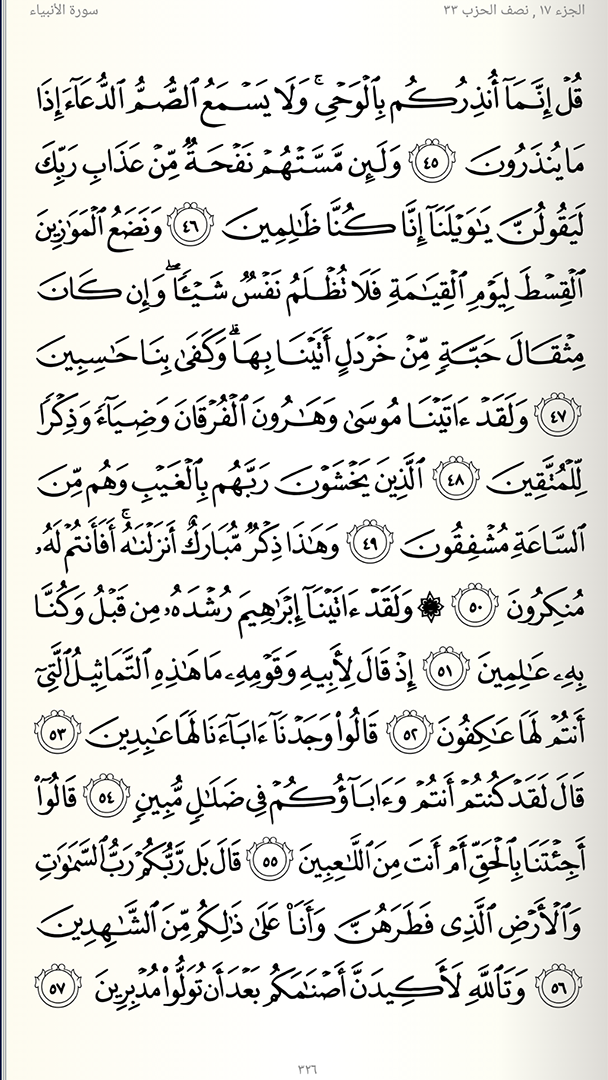 سورة الأنبياء
الجزء ١٧ , نصف الحزب ٣٣
قُلْ إِنَّمَآ أُنذِرُكُم بِٱلْوَحْىِ ۚ وَلَا يَسْمَعُ ٱلصُّمُّ ٱلدُّعَآءَ إِذَا
مَا يُنذَرُونَ ٤٥ وَلَئِن مَّسَّتْهُمْ نَفْحَةٌ مِّنْ عَذَابِ رَبِّكَ
لَيَقُولُنَّ يَـٰوَيْلَنَآ إِنَّا كُنَّا ظَـٰلِمِينَ ٤٦ وَنَضَعُ ٱلْمَوَٰزِينَ
ٱلْقِسْطَ لِيَوْمِ ٱلْقِيَـٰمَةِ فَلَا تُظْلَمُ نَفْسٌ شَيْـًٔا ۖ وَإِن كَانَ
مِثْقَالَ حَبَّةٍ مِّنْ خَرْدَلٍ أَتَيْنَا بِهَا ۗ وَكَفَىٰ بِنَا حَـٰسِبِينَ
٤٧ وَلَقَدْ ءَاتَيْنَا مُوسَىٰ وَهَـٰرُونَ ٱلْفُرْقَانَ وَضِيَآءً وَذِكْرًا
لِّلْمُتَّقِينَ ٤٨ ٱلَّذِينَ يَخْشَوْنَ رَبَّهُم بِٱلْغَيْبِ وَهُم مِّنَ
ٱلسَّاعَةِ مُشْفِقُونَ ٤٩ وَهَـٰذَا ذِكْرٌ مُّبَارَكٌ أَنزَلْنَـٰهُ ۚ أَفَأَنتُمْ لَهُۥ
مُنكِرُونَ ٥٠ ۞ وَلَقَدْ ءَاتَيْنَآ إِبْرَٰهِيمَ رُشْدَهُۥ مِن قَبْلُ وَكُنَّا
بِهِۦ عَـٰلِمِينَ ٥١ إِذْ قَالَ لِأَبِيهِ وَقَوْمِهِۦ مَا هَـٰذِهِ ٱلتَّمَاثِيلُ ٱلَّتِىٓ
أَنتُمْ لَهَا عَـٰكِفُونَ ٥٢ قَالُوا۟ وَجَدْنَآ ءَابَآءَنَا لَهَا عَـٰبِدِينَ ٥٣
قَالَ لَقَدْ كُنتُمْ أَنتُمْ وَءَابَآؤُكُمْ فِى ضَلَـٰلٍ مُّبِينٍ ٥٤ قَالُوٓا۟
أَجِئْتَنَا بِٱلْحَقِّ أَمْ أَنتَ مِنَ ٱللَّـٰعِبِينَ ٥٥ قَالَ بَل رَّبُّكُمْ رَبُّ ٱلسَّمَـٰوَٰتِ
وَٱلْأَرْضِ ٱلَّذِى فَطَرَهُنَّ وَأَنَا۠ عَلَىٰ ذَٰلِكُم مِّنَ ٱلشَّـٰهِدِينَ
٥٦ وَتَٱللَّهِ لَأَكِيدَنَّ أَصْنَـٰمَكُم بَعْدَ أَن تُوَلُّوا۟ مُدْبِرِينَ ٥٧
٣٢٦